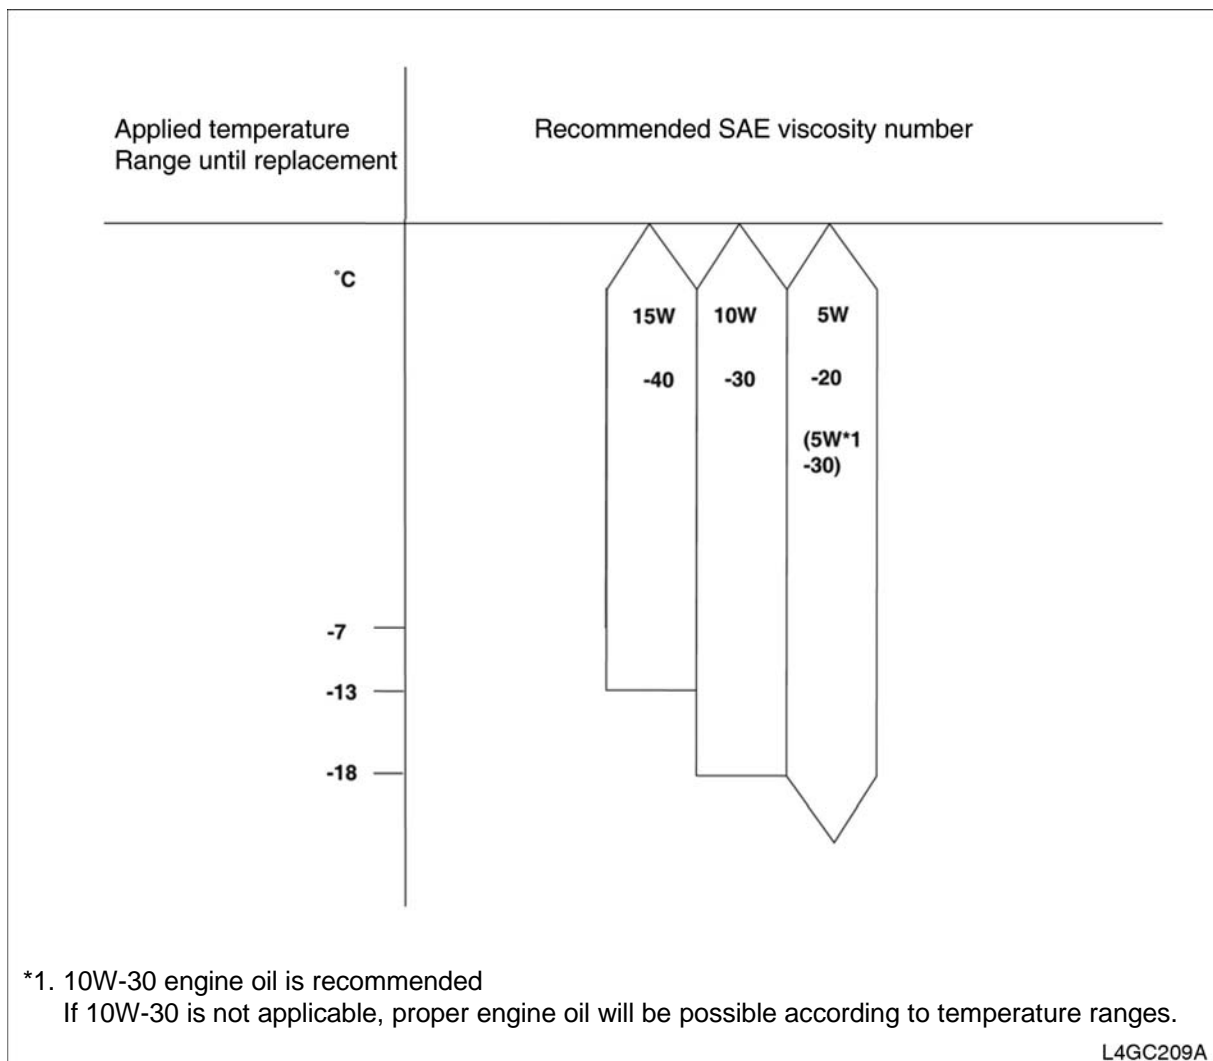 Applied temperature
Range until replacement
Recommended SAE viscosity number
°C
15W
-40
10W
-30
5W
-20
(5W*1
-30)
-7
-13
-18
*1. 10W-30 engine oil is recommended
If 10W-30 is not applicable, proper engine oil will be possible according to temperature ranges.
L4GC209A